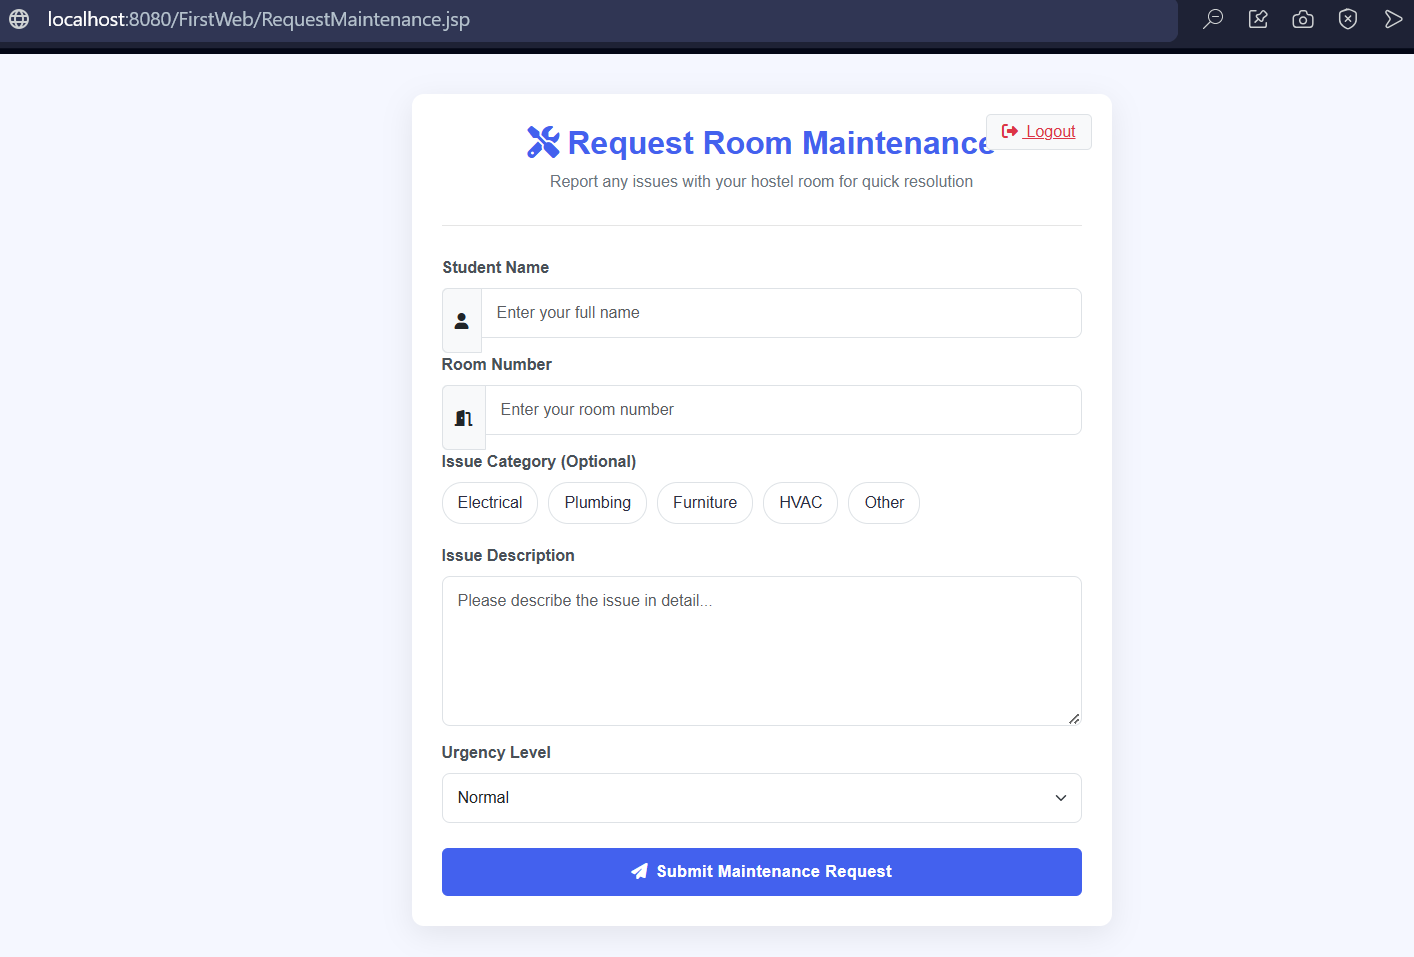 localhost:8080/FirstWeb/RequestMaintenance.jsp
Request Room Maintenance
Logout
Report any issues with your hostel room for quick resolution
Student Name
Enter your full name
Room Number
Enter your room number
Issue Category (Optional)
Electrical Plumbing Furniture HVAC Other
Issue Description
Please describe the issue in detail...
Urgency Level
Normal
Submit Maintenance Request